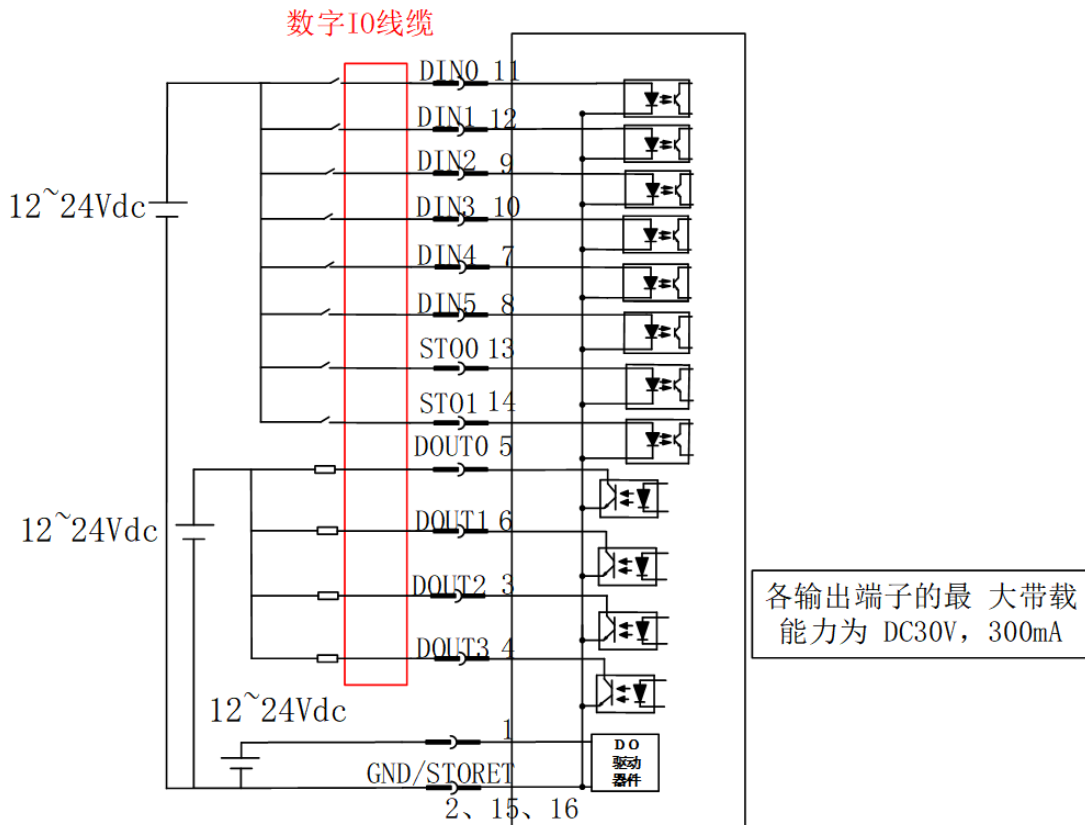 数字IO线缆
DIN0 11
DIN1 12
DIN2 9
12~24Vdc
DIN3 10
DIN4 7
DIN5 8
STO0 13
STO1 14
DOUT0 5
12~24Vdc
DOUT1 6
DOUT2 3
各输出端子的最 大带载
能力为 DC30V, 300mA
DOUT3 4
12~24Vdc
1
DO
驱动
器件
GND/STORET
2、15、16